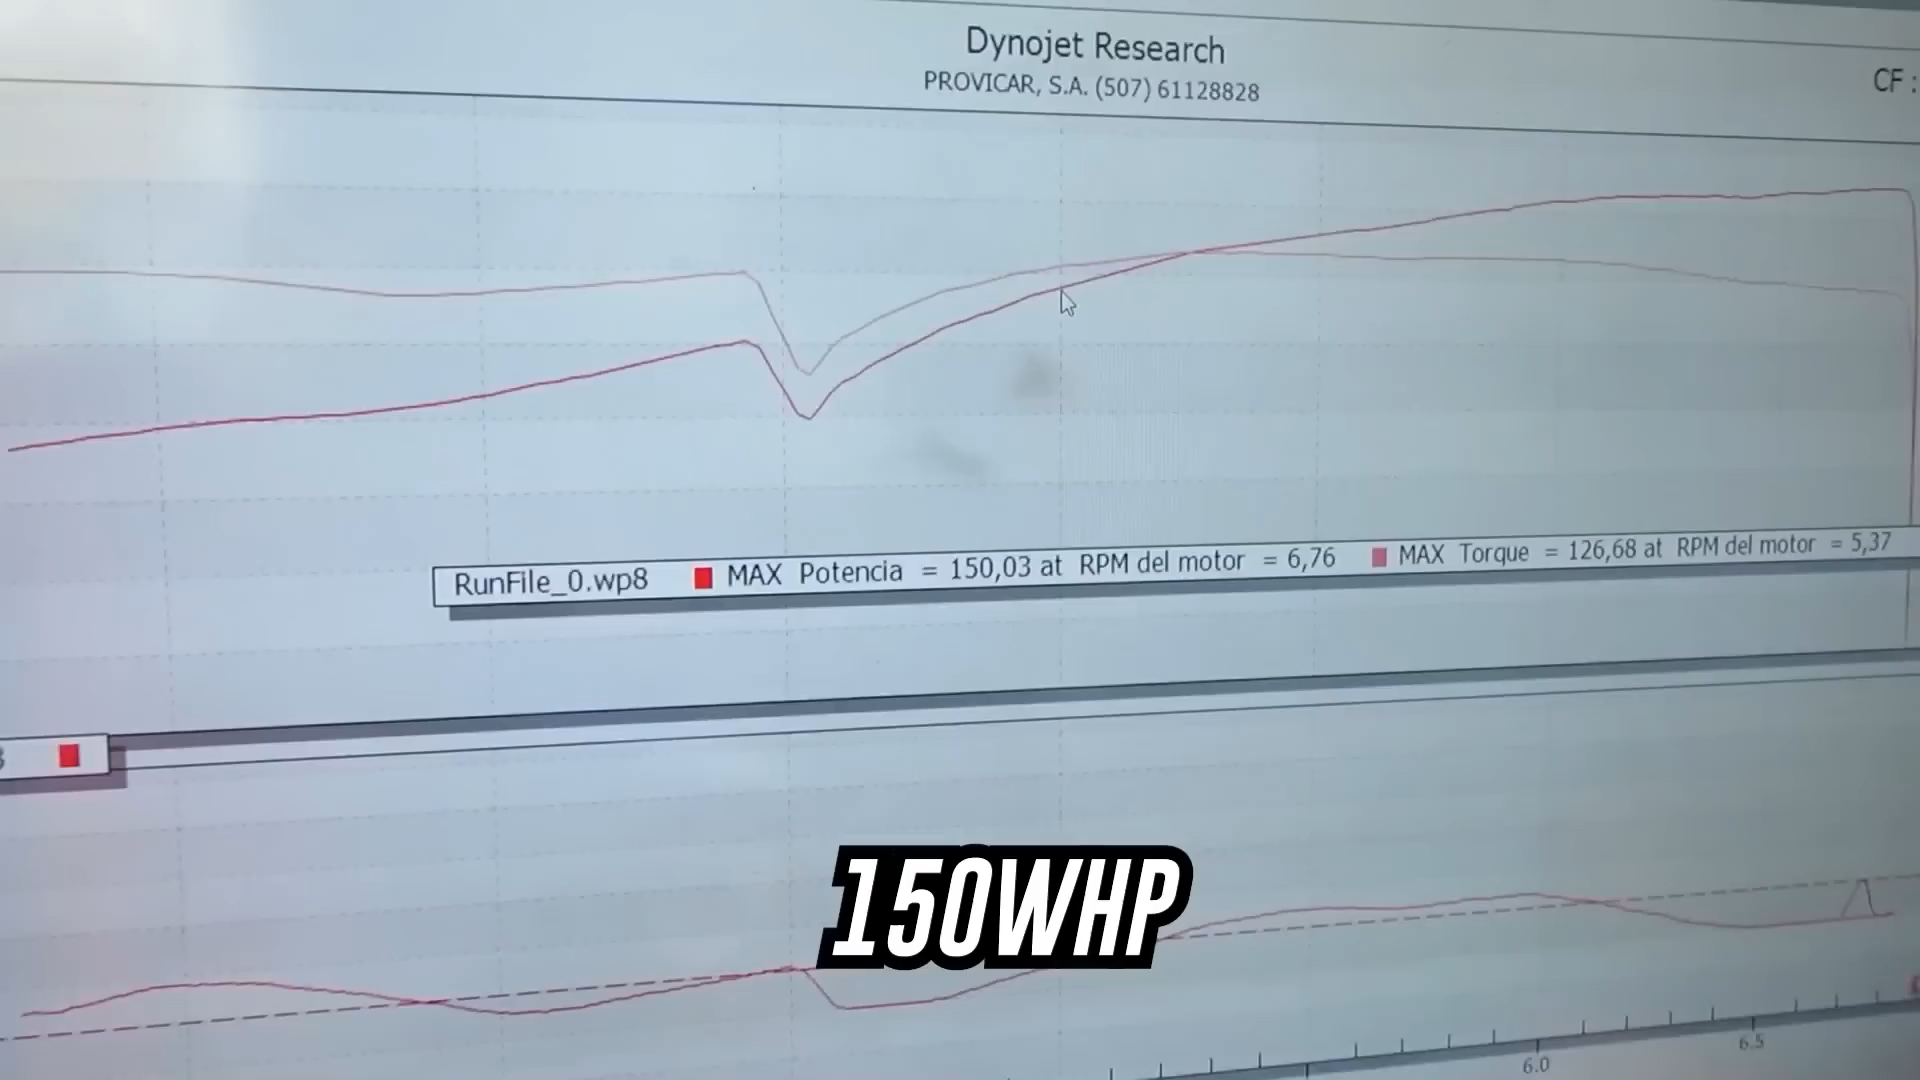 Dynojet Research
PROVICAR, S.A. (507) 61128828
CF :
RunFile_0.wp8 MAX Potencia = 150,03 at RPM del motor = 6,76 MAX Torque = 126,68 at RPM del motor = 5,37
150WHP
6.0
6.5